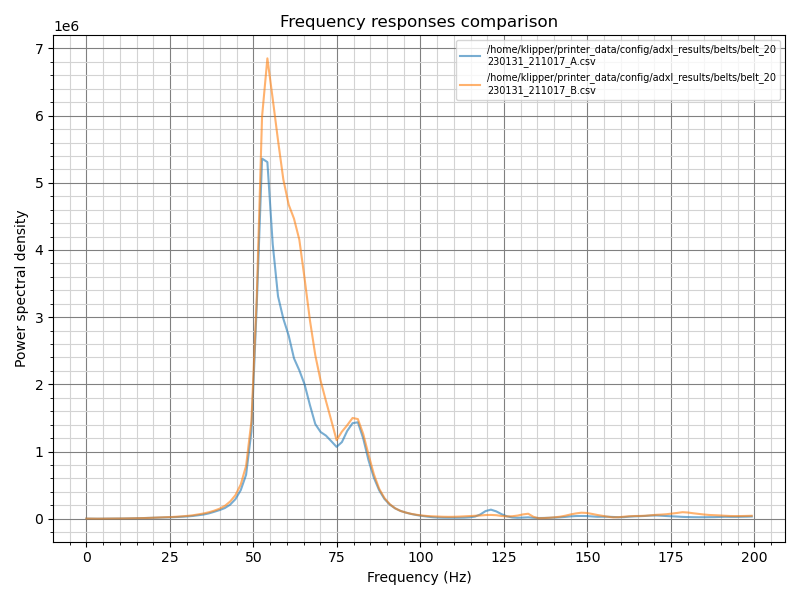 Frequency responses comparison
1e6
/home/klipper/printer_data/config/adxl_results/belts/belt_20
230131_211017_A.csv
/home/klipper/printer_data/config/adxl_results/belts/belt_20
230131_211017_B.csv
7
6
5
4
3
2
1
0
Power spectral density
0 25 50 75 100 125 150 175 200
Frequency (Hz)